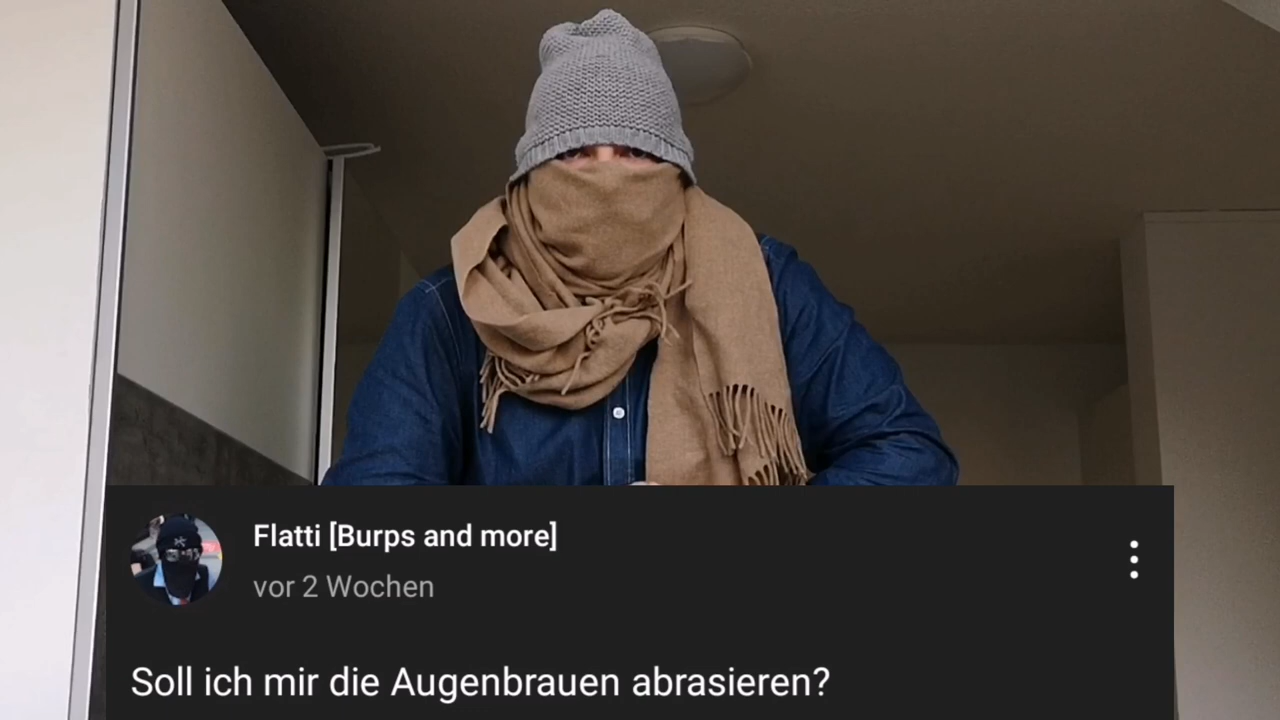 Flatti [Burps and more]
vor 2 Wochen
Soll ich mir die Augenbrauen abrasieren?